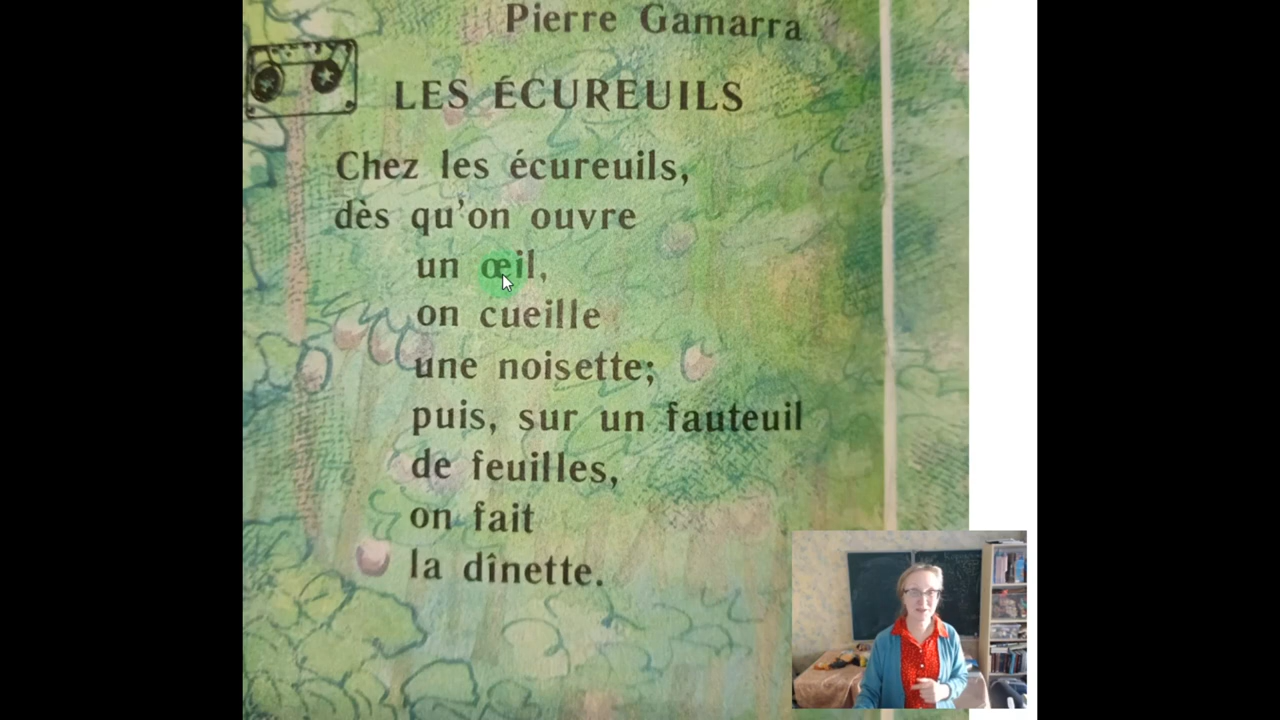 Pierre Gamarra
LES ÉCUREUILS
Chez les écureuils,
dès qu'on ouvre
un œil,
on cueille
une noisette;
puis, sur un fauteuil
de feuilles,
on fait
la dînette.